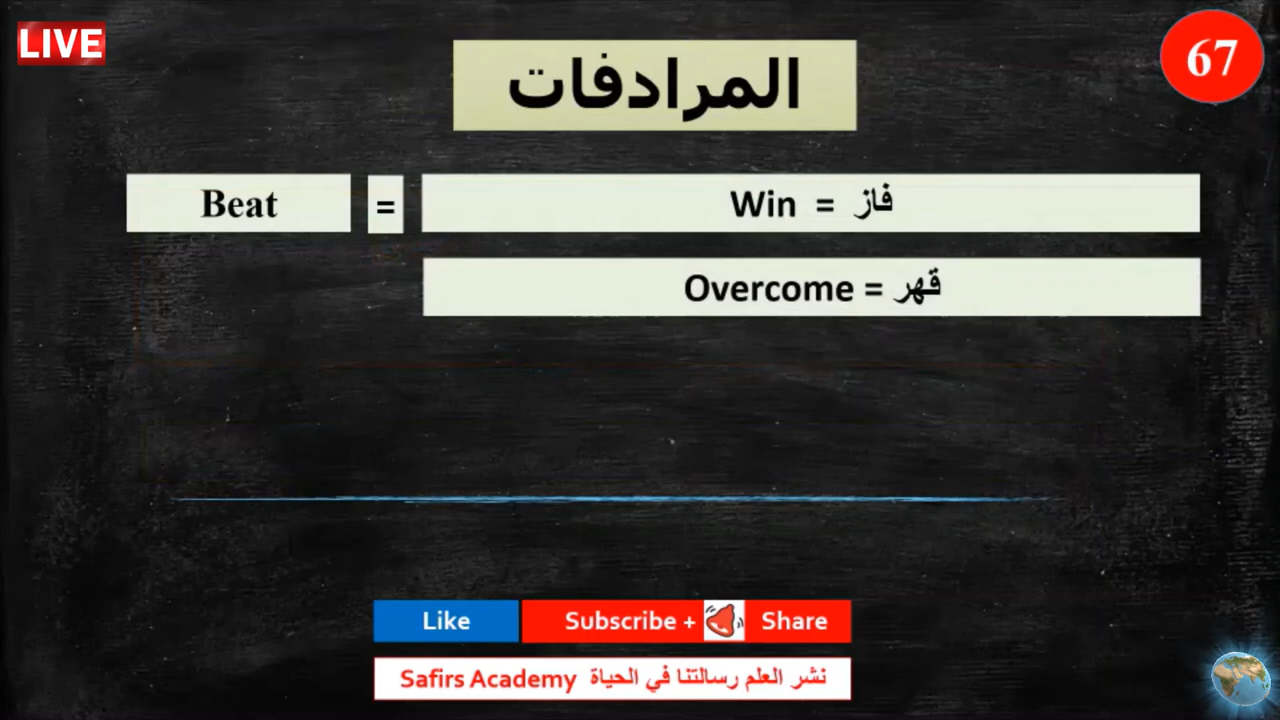 LIVE
67
المرادفات
Beat = Win = فاز
Overcome = قهر
Like Subscribe + Share
Safirs Academy نشر العلم رسالتنا في الحياة